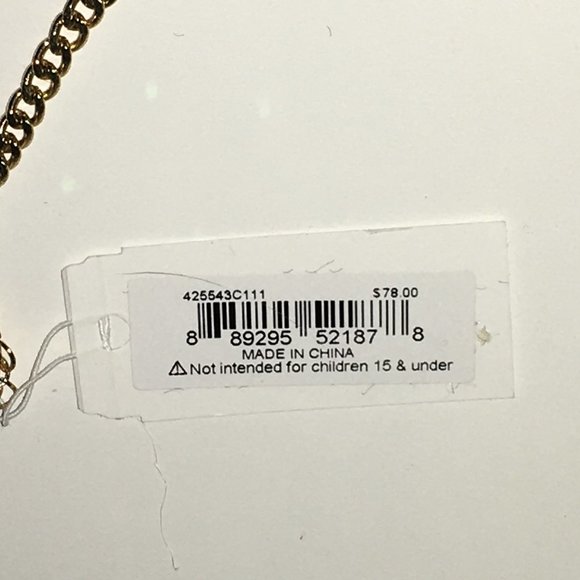 425543C111 $78.00
8 89295 52187 8
MADE IN CHINA
⚠ Not intended for children 15 & under